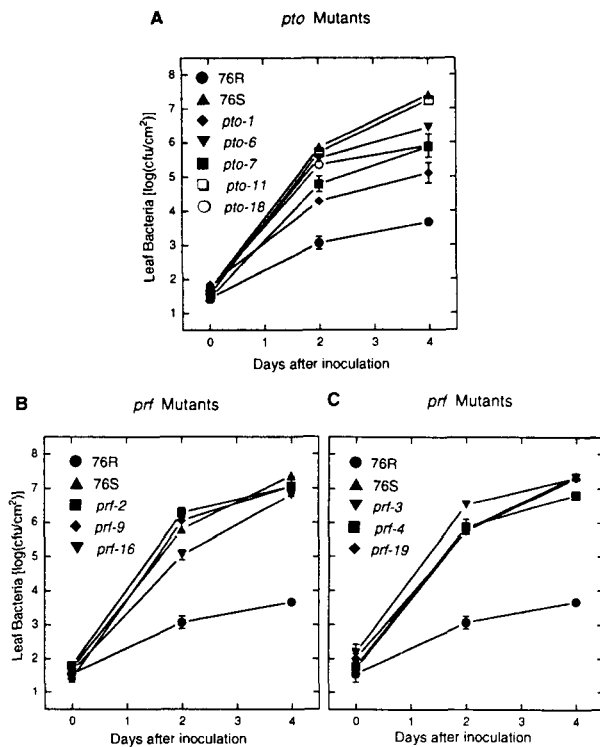 A
pto Mutants
Leaf Bacteria [log(cfu/cm²)]
8
7
6
5
4
3
2
1
76R
76S
pto-1
pto-6
pto-7
pto-11
pto-18
0 1 2 3 4
Days after inoculation
B
prf Mutants
Leaf Bacteria [log(cfu/cm²)]
8
7
6
5
4
3
2
1
76R
76S
prf-2
prf-9
prf-16
0 1 2 3 4
Days after inoculation
C
prf Mutants
76R
76S
prf-3
prf-4
prf-19
0 1 2 3 4
Days after inoculation